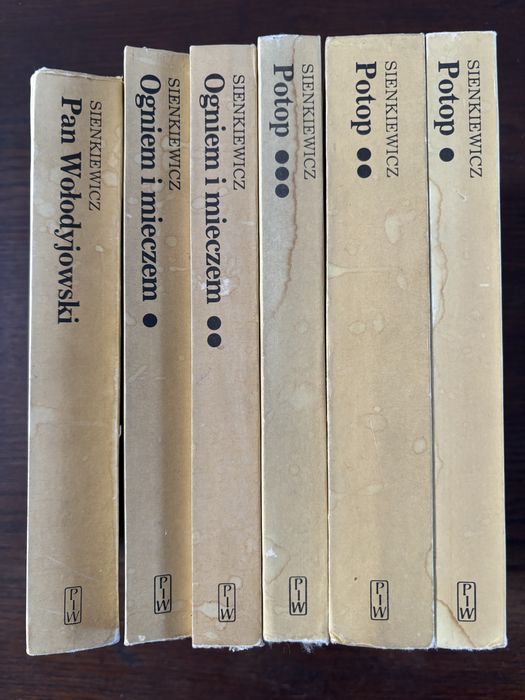 SIENKIEWICZ
Pan Wołodyjowski
PIW
SIENKIEWICZ
Ogniem i mieczem ●
PIW
SIENKIEWICZ
Ogniem i mieczem ●●
PIW
SIENKIEWICZ
Potop ●●●
PIW
SIENKIEWICZ
Potop ●●
PIW
SIENKIEWICZ
Potop ●
PIW